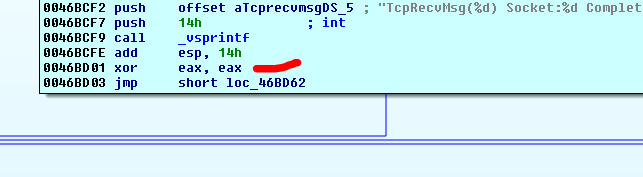 0046BCF2 push offset aTcprecvmsgDS_5 ; "TcpRecvMsg(%d) Socket:%d Complet
0046BCF7 push 14h ; int
0046BCF9 call _vsprintf
0046BCFE add esp, 14h
0046BD01 xor eax, eax
0046BD03 jmp short loc_46BD62